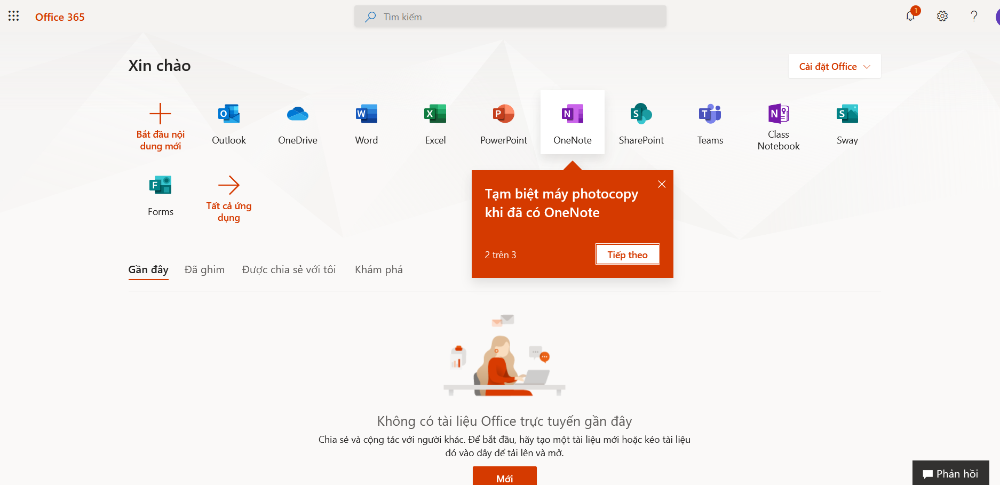 Office 365
Tìm kiếm
1
Xin chào
Cài đặt Office
Bắt đầu nội
dung mới
Outlook
OneDrive
Word
Excel
PowerPoint
OneNote
SharePoint
Teams
Class
Notebook
Sway
Forms
Tất cả ứng
dụng
Tạm biệt máy photocopy
khi đã có OneNote
2 trên 3
Tiếp theo
Gần đây
Đã ghim
Được chia sẻ với tôi
Khám phá
Không có tài liệu Office trực tuyến gần đây
Chia sẻ và cộng tác với người khác. Để bắt đầu, hãy tạo một tài liệu mới hoặc kéo tài liệu
đó vào đây để tải lên và mở.
Mới
Phản hồi